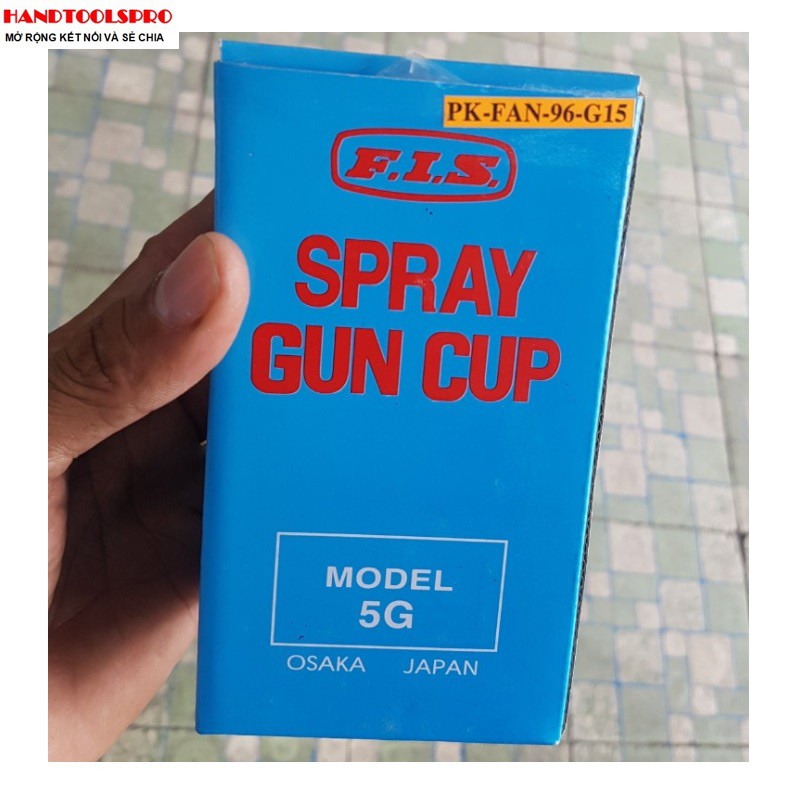 HANDTOOLSPRO
MỞ RỘNG KẾT NỐI VÀ SẺ CHIA
PK-FAN-96-G15
F.I.S.
SPRAY
GUN CUP
MODEL
5G
OSAKA JAPAN